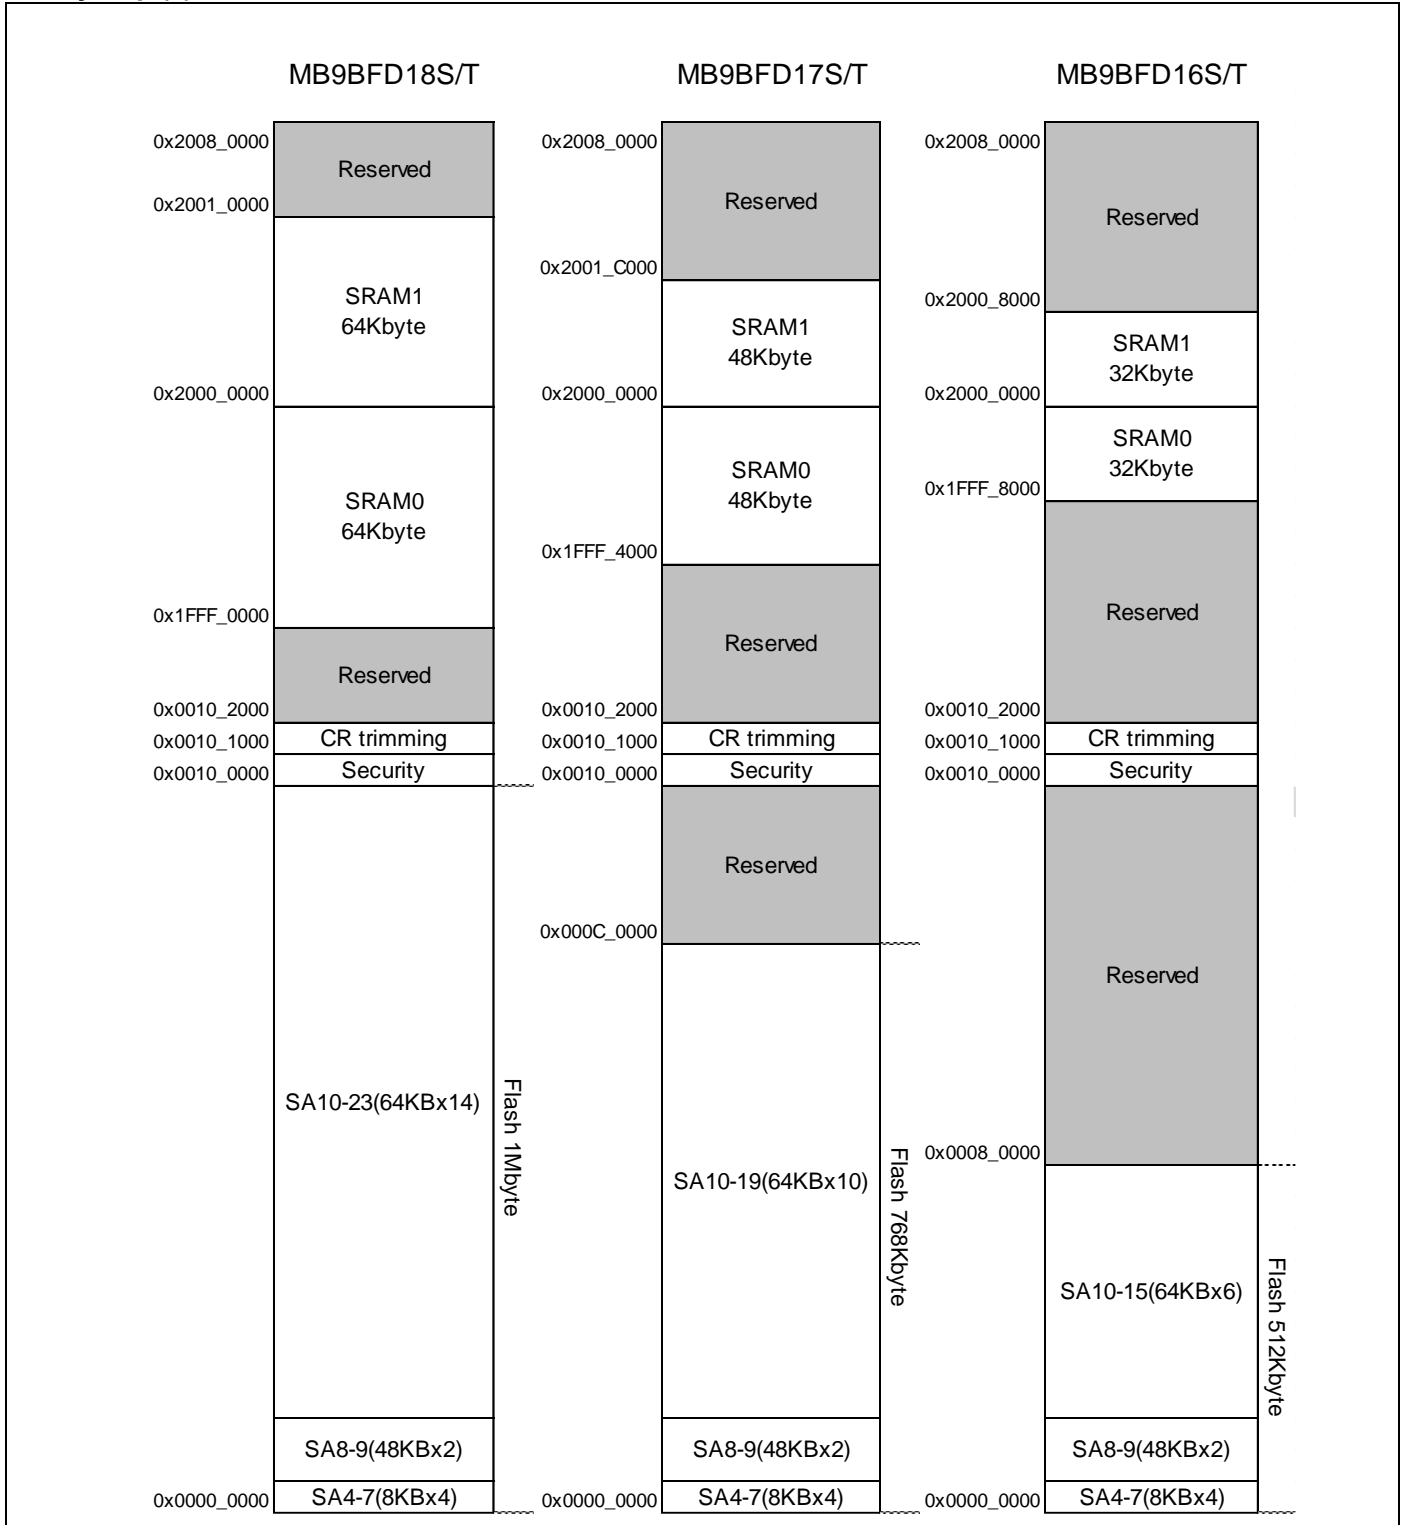 MB9BFD18S/T
MB9BFD17S/T
MB9BFD16S/T
0x2008_0000
Reserved
0x2001_0000
SRAM1
64Kbyte
0x2000_0000
SRAM0
64Kbyte
0x1FFF_0000
Reserved
0x0010_2000
CR trimming
0x0010_1000
Security
0x0010_0000
SA10-23(64KBx14)
Flash 1Mbyte
SA8-9(48KBx2)
SA4-7(8KBx4)
0x0000_0000
0x2008_0000
Reserved
0x2001_C000
SRAM1
48Kbyte
0x2000_0000
SRAM0
48Kbyte
0x1FFF_4000
Reserved
0x0010_2000
CR trimming
0x0010_1000
Security
0x0010_0000
Reserved
0x000C_0000
SA10-19(64KBx10)
Flash 768Kbyte
SA8-9(48KBx2)
SA4-7(8KBx4)
0x0000_0000
0x2008_0000
Reserved
0x2000_8000
SRAM1
32Kbyte
0x2000_0000
SRAM0
32Kbyte
0x1FFF_8000
Reserved
0x0010_2000
CR trimming
0x0010_1000
Security
0x0010_0000
Reserved
0x0008_0000
SA10-15(64KBx6)
Flash 512Kbyte
SA8-9(48KBx2)
SA4-7(8KBx4)
0x0000_0000